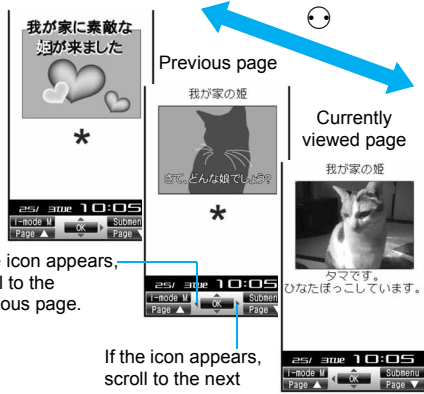 我が家に素敵な
姫が来ました
*
25/ 3TUE 10:05
i-mode M OK Submen
Page ▲ Page ▼
Previous page
我が家の姫
さて、どんな娘でしょう?
*
25/ 3TUE 10:05
i-mode M OK Submen
Page ▲ Page ▼
Currently
viewed page
我が家の姫
タマです。
ひなたぼっこしています。
25/ 3TUE 10:05
i-mode M OK Submenu
Page ▲ Page ▼
e icon appears,
l to the
ious page.
If the icon appears,
scroll to the next